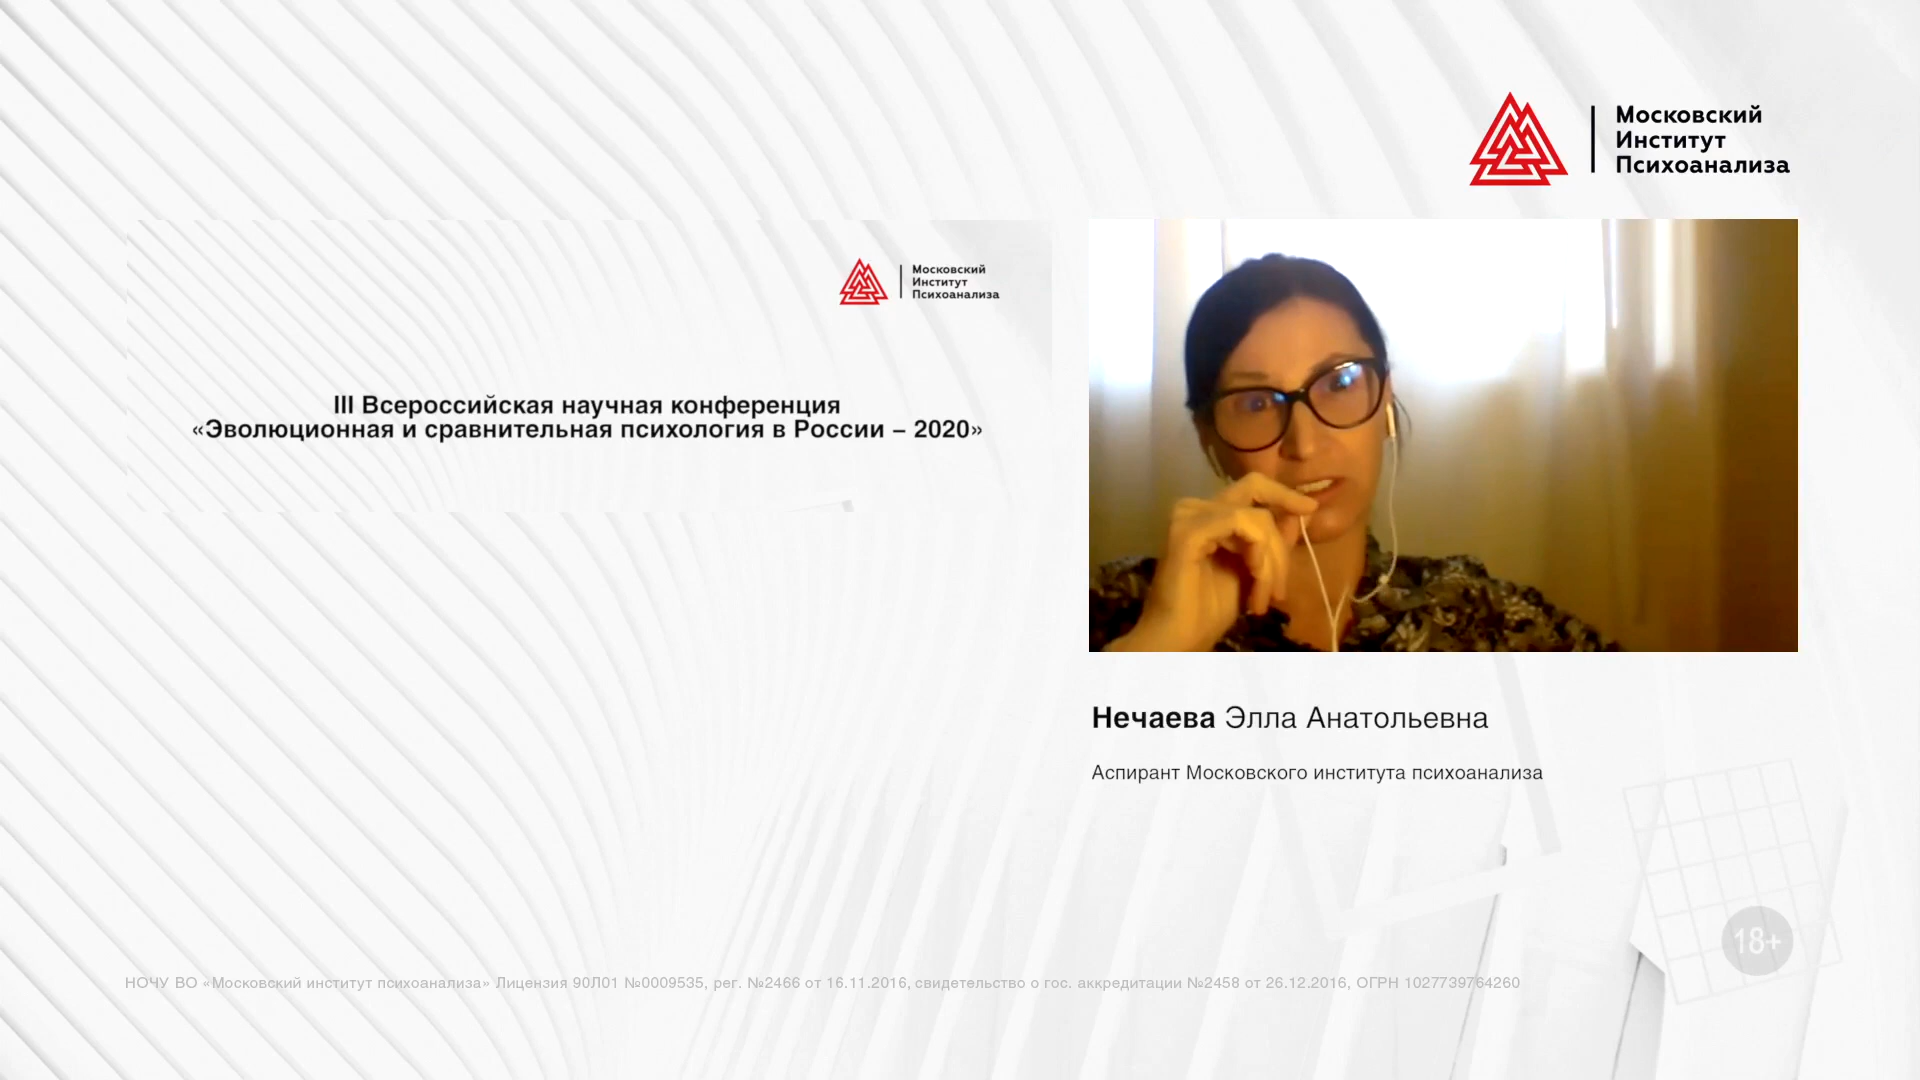 Московский
Институт
Психоанализа
Московский
Институт
Психоанализа
III Всероссийская научная конференция
«Эволюционная и сравнительная психология в России – 2020»
Нечаева Элла Анатольевна
Аспирант Московского института психоанализа
18+
НОЧУ ВО «Московский институт психоанализа» Лицензия 90Л01 №0009535, рег. №2466 от 16.11.2016, свидетельство о гос. аккредитации №2458 от 26.12.2016, ОГРН 1027739764260